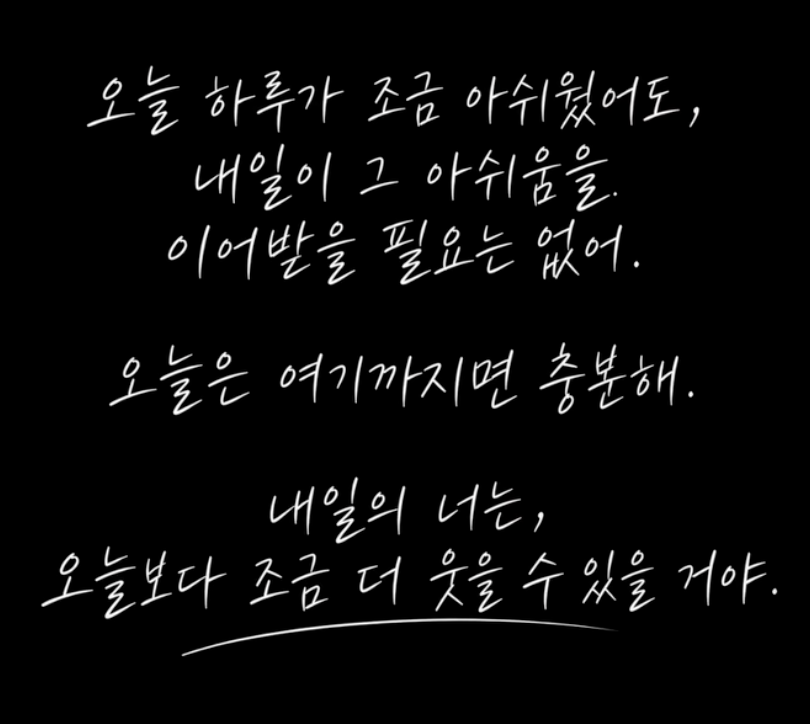 오늘 하루가 조금 아쉬웠어도,
내일이 그 아쉬움을.
이어받을 필요는 없어.
오늘은 여기까지면 충분해.
내일의 너는,
오늘보다 조금 더 웃을 수 있을 거야.